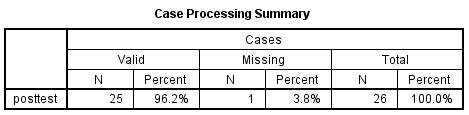 Case Processing Summary
Cases
Valid Missing Total
N Percent N Percent N Percent
posttest 25 96.2% 1 3.8% 26 100.0%